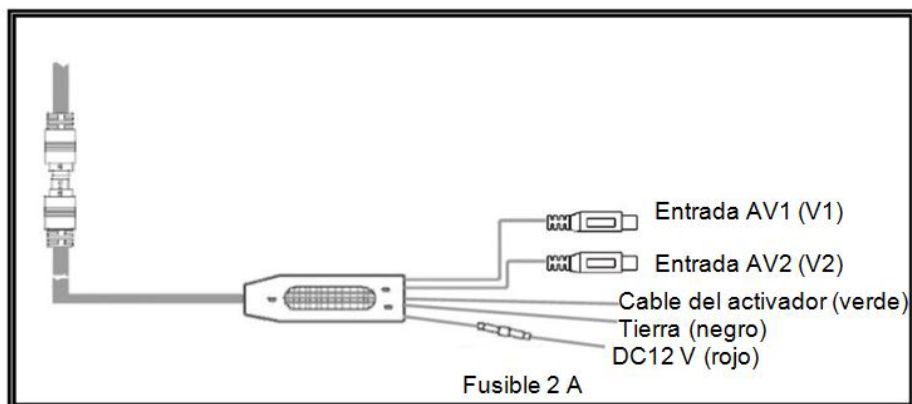 Entrada AV1 (V1)
Entrada AV2 (V2)
Cable del activador (verde)
Tierra (negro)
DC12 V (rojo)
Fusible 2 A